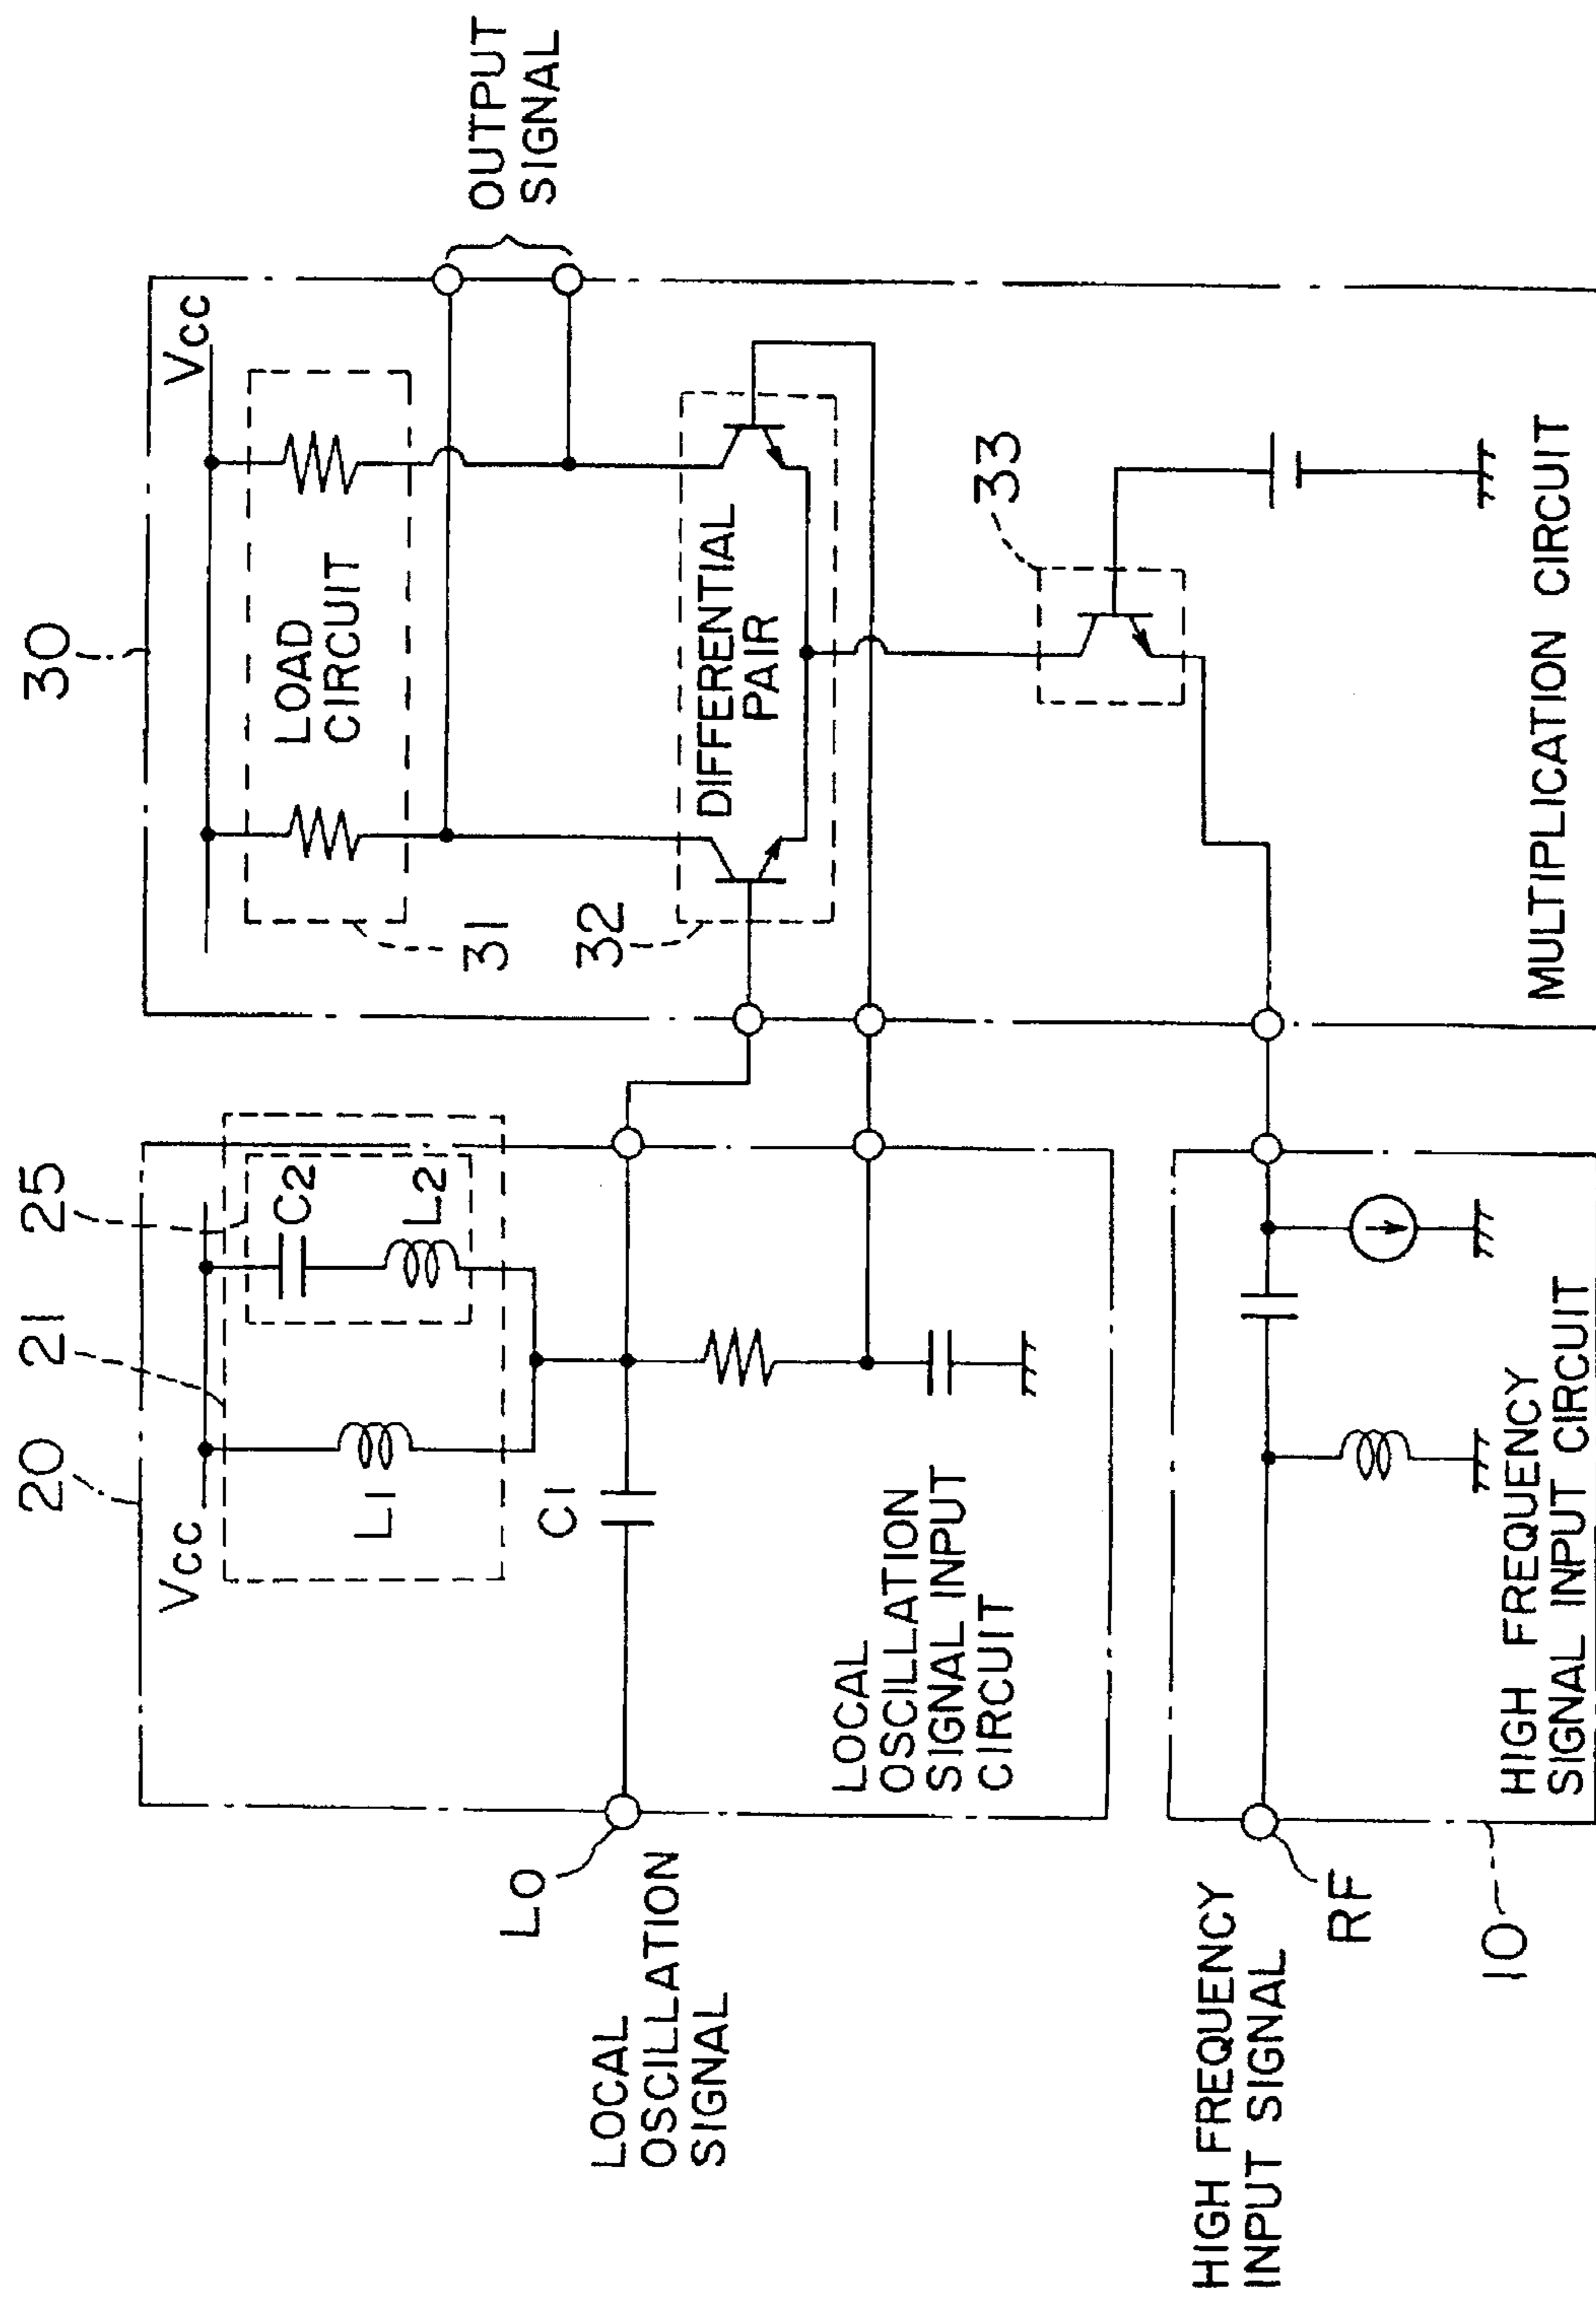 20
21
25
30
Vcc
L1
C2
L2
C1
LO
LOCAL
OSCILLATION
SIGNAL
LOCAL
OSCILLATION
SIGNAL INPUT
CIRCUIT
Vcc
LOAD
CIRCUIT
31
OUTPUT
SIGNAL
32
DIFFERENTIAL
PAIR
33
MULTIPLICATION CIRCUIT
HIGH FREQUENCY
INPUT SIGNAL
RF
10
HIGH FREQUENCY
SIGNAL INPUT CIRCUIT